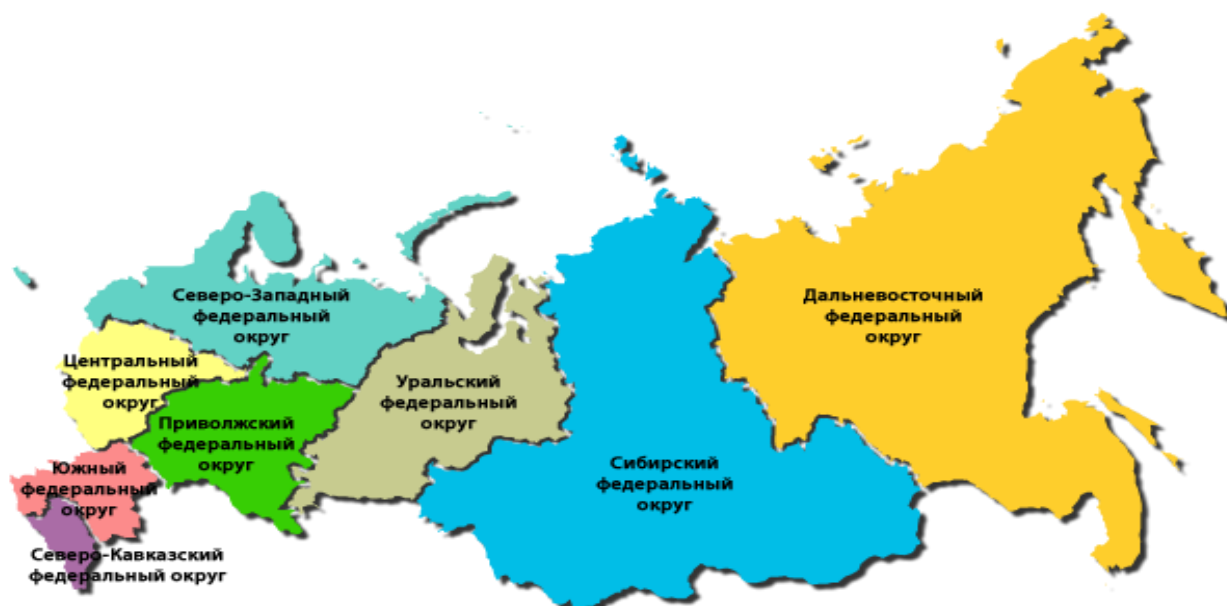 Северо-Западный
федеральный
округ
Центральный
федеральный
округ
Приволжский
федеральный
округ
Южный
федеральный
округ
Северо-Кавказский
федеральный округ
Уральский
федеральный
округ
Сибирский
федеральный
округ
Дальневосточный
федеральный
округ